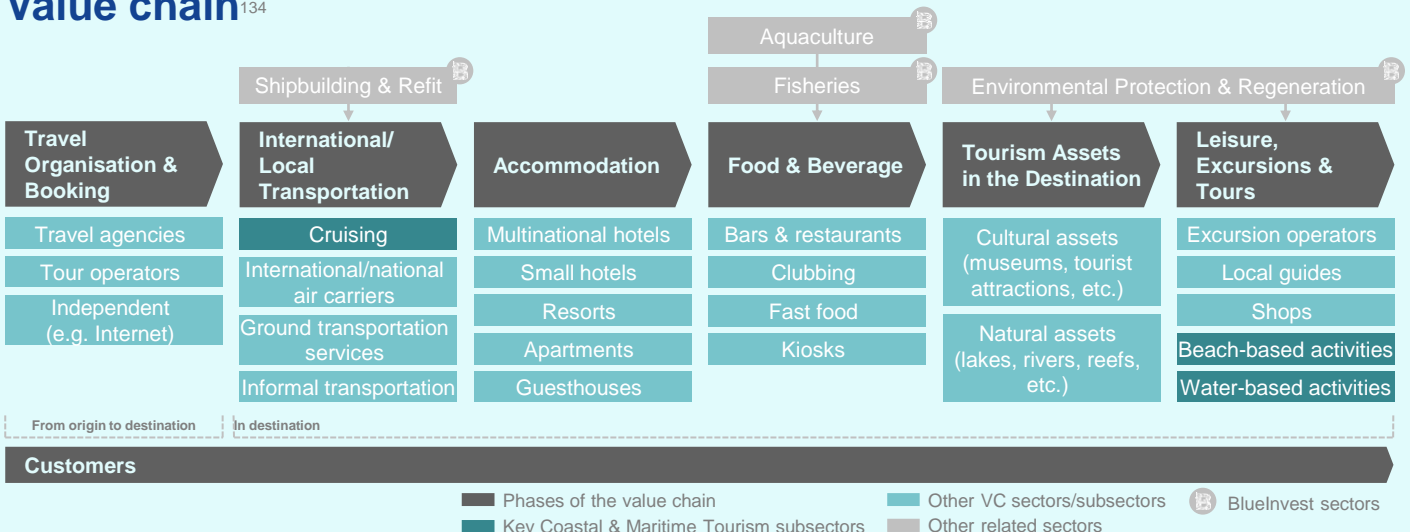 Value chain134
Aquaculture
Shipbuilding & Refit
Fisheries
Environmental Protection & Regeneration
Travel
Organisation &
Booking
International/
Local
Transportation
Accommodation
Food & Beverage
Tourism Assets
in the Destination
Leisure,
Excursions &
Tours
Travel agencies
Tour operators
Independent
(e.g. Internet)
Cruising
International/national
air carriers
Ground transportation
services
Informal transportation
Multinational hotels
Small hotels
Resorts
Apartments
Guesthouses
Bars & restaurants
Clubbing
Fast food
Kiosks
Cultural assets
(museums, tourist
attractions, etc.)
Natural assets
(lakes, rivers, reefs,
etc.)
Excursion operators
Local guides
Shops
Beach-based activities
Water-based activities
From origin to destination
In destination
Customers
Phases of the value chain
Other VC sectors/subsectors
BlueInvest sectors
Key Coastal & Maritime Tourism subsectors
Other related sectors